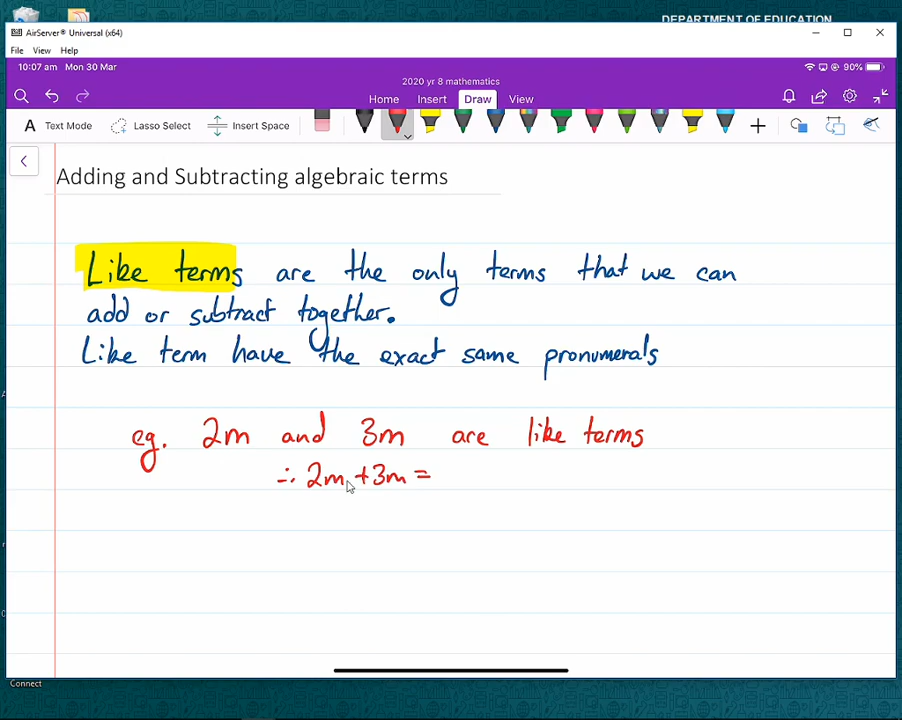 DEPARTMENT OF EDUCATION
AirServer® Universal (x64)
File View Help
10:07 am Mon 30 Mar
90%
2020 yr 8 mathematics
Home Insert Draw View
A Text Mode Lasso Select Insert Space
Adding and Subtracting algebraic terms
Like terms are the only terms that we can
add or subtract together.
Like term have the exact same pronumerals
eg. 2m and 3m are like terms
∴ 2m + 3m =
Connect